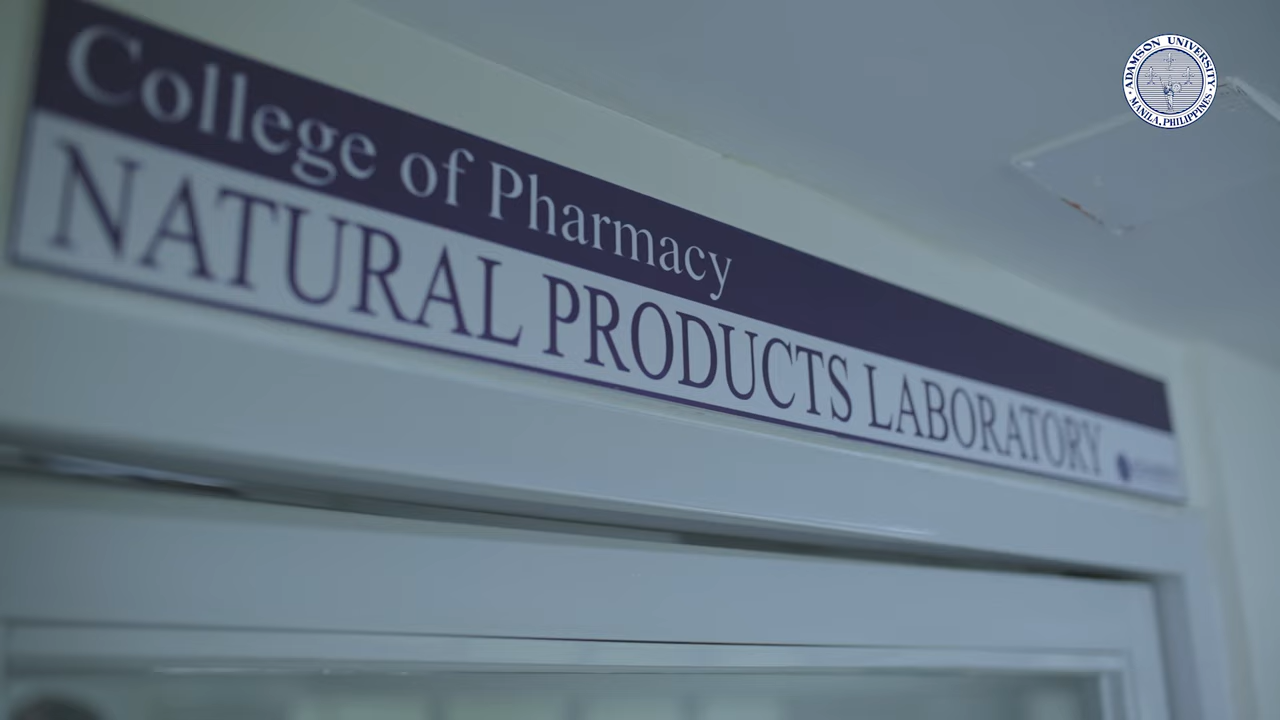 College of Pharmacy
NATURAL PRODUCTS LABORATORY
ADAMSON UNIVERSITY
MANILA, PHILIPPINES